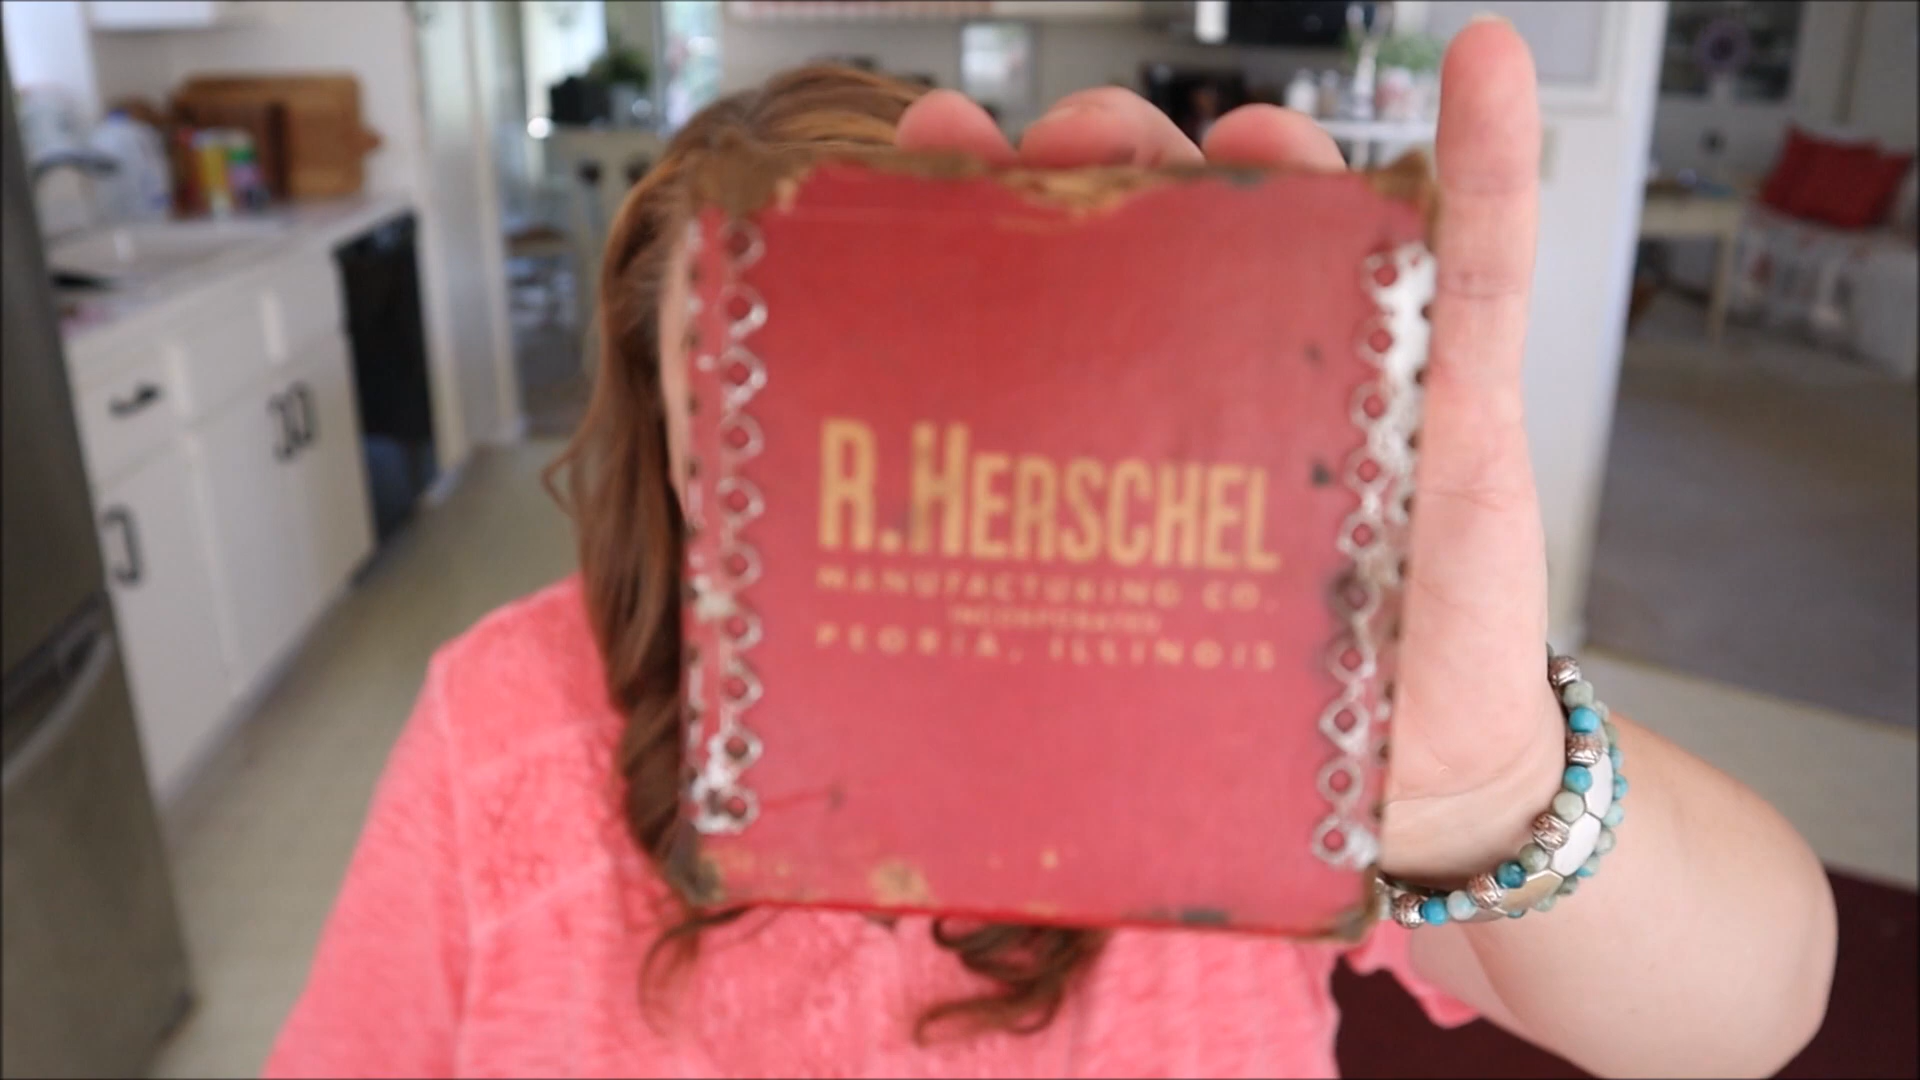 R. HERSCHEL
MANUFACTURING CO.
INCORPORATED
PEORIA, ILLINOIS